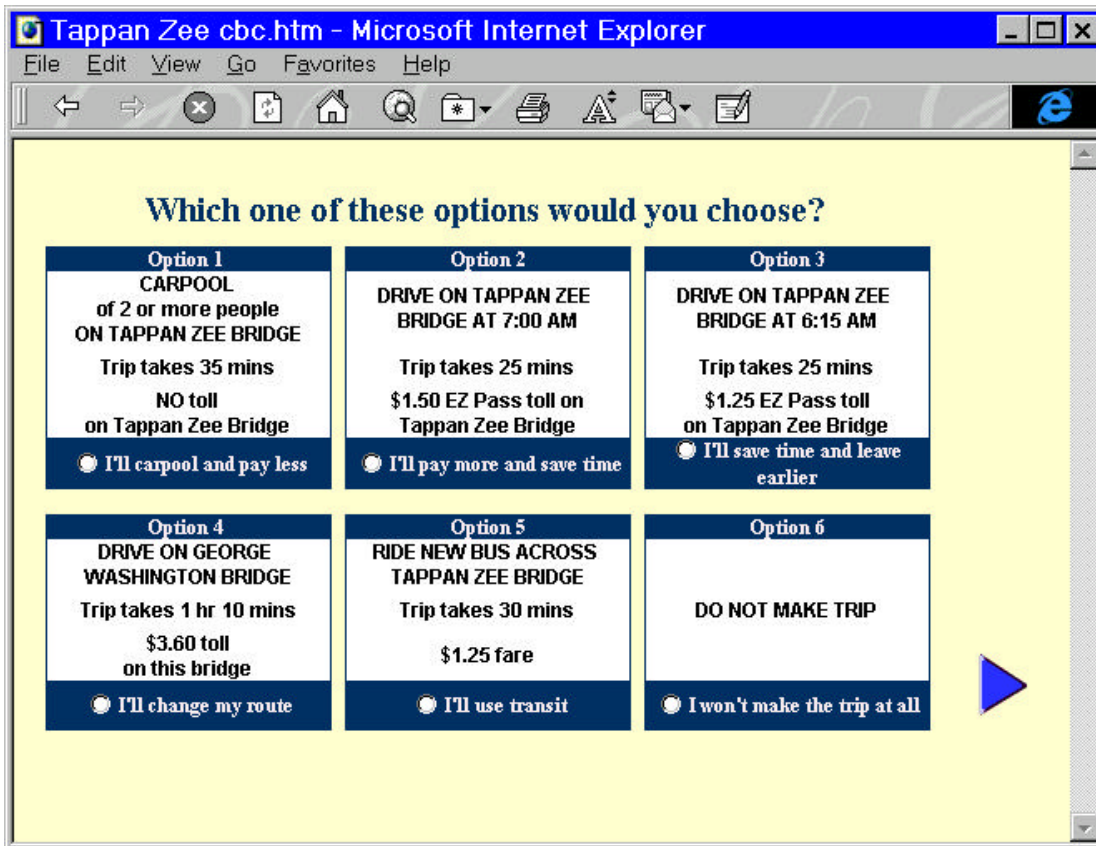 Tappan Zee cbc.htm - Microsoft Internet Explorer
File Edit View Go Favorites Help
Which one of these options would you choose?
Option 1
CARPOOL
of 2 or more people
ON TAPPAN ZEE BRIDGE
Trip takes 35 mins
NO toll
on Tappan Zee Bridge
I'll carpool and pay less
Option 2
DRIVE ON TAPPAN ZEE
BRIDGE AT 7:00 AM
Trip takes 25 mins
$1.50 EZ Pass toll on
Tappan Zee Bridge
I'll pay more and save time
Option 3
DRIVE ON TAPPAN ZEE
BRIDGE AT 6:15 AM
Trip takes 25 mins
$1.25 EZ Pass toll
on Tappan Zee Bridge
I'll save time and leave
earlier
Option 4
DRIVE ON GEORGE
WASHINGTON BRIDGE
Trip takes 1 hr 10 mins
$3.60 toll
on this bridge
I'll change my route
Option 5
RIDE NEW BUS ACROSS
TAPPAN ZEE BRIDGE
Trip takes 30 mins
$1.25 fare
I'll use transit
Option 6
DO NOT MAKE TRIP
I won't make the trip at all